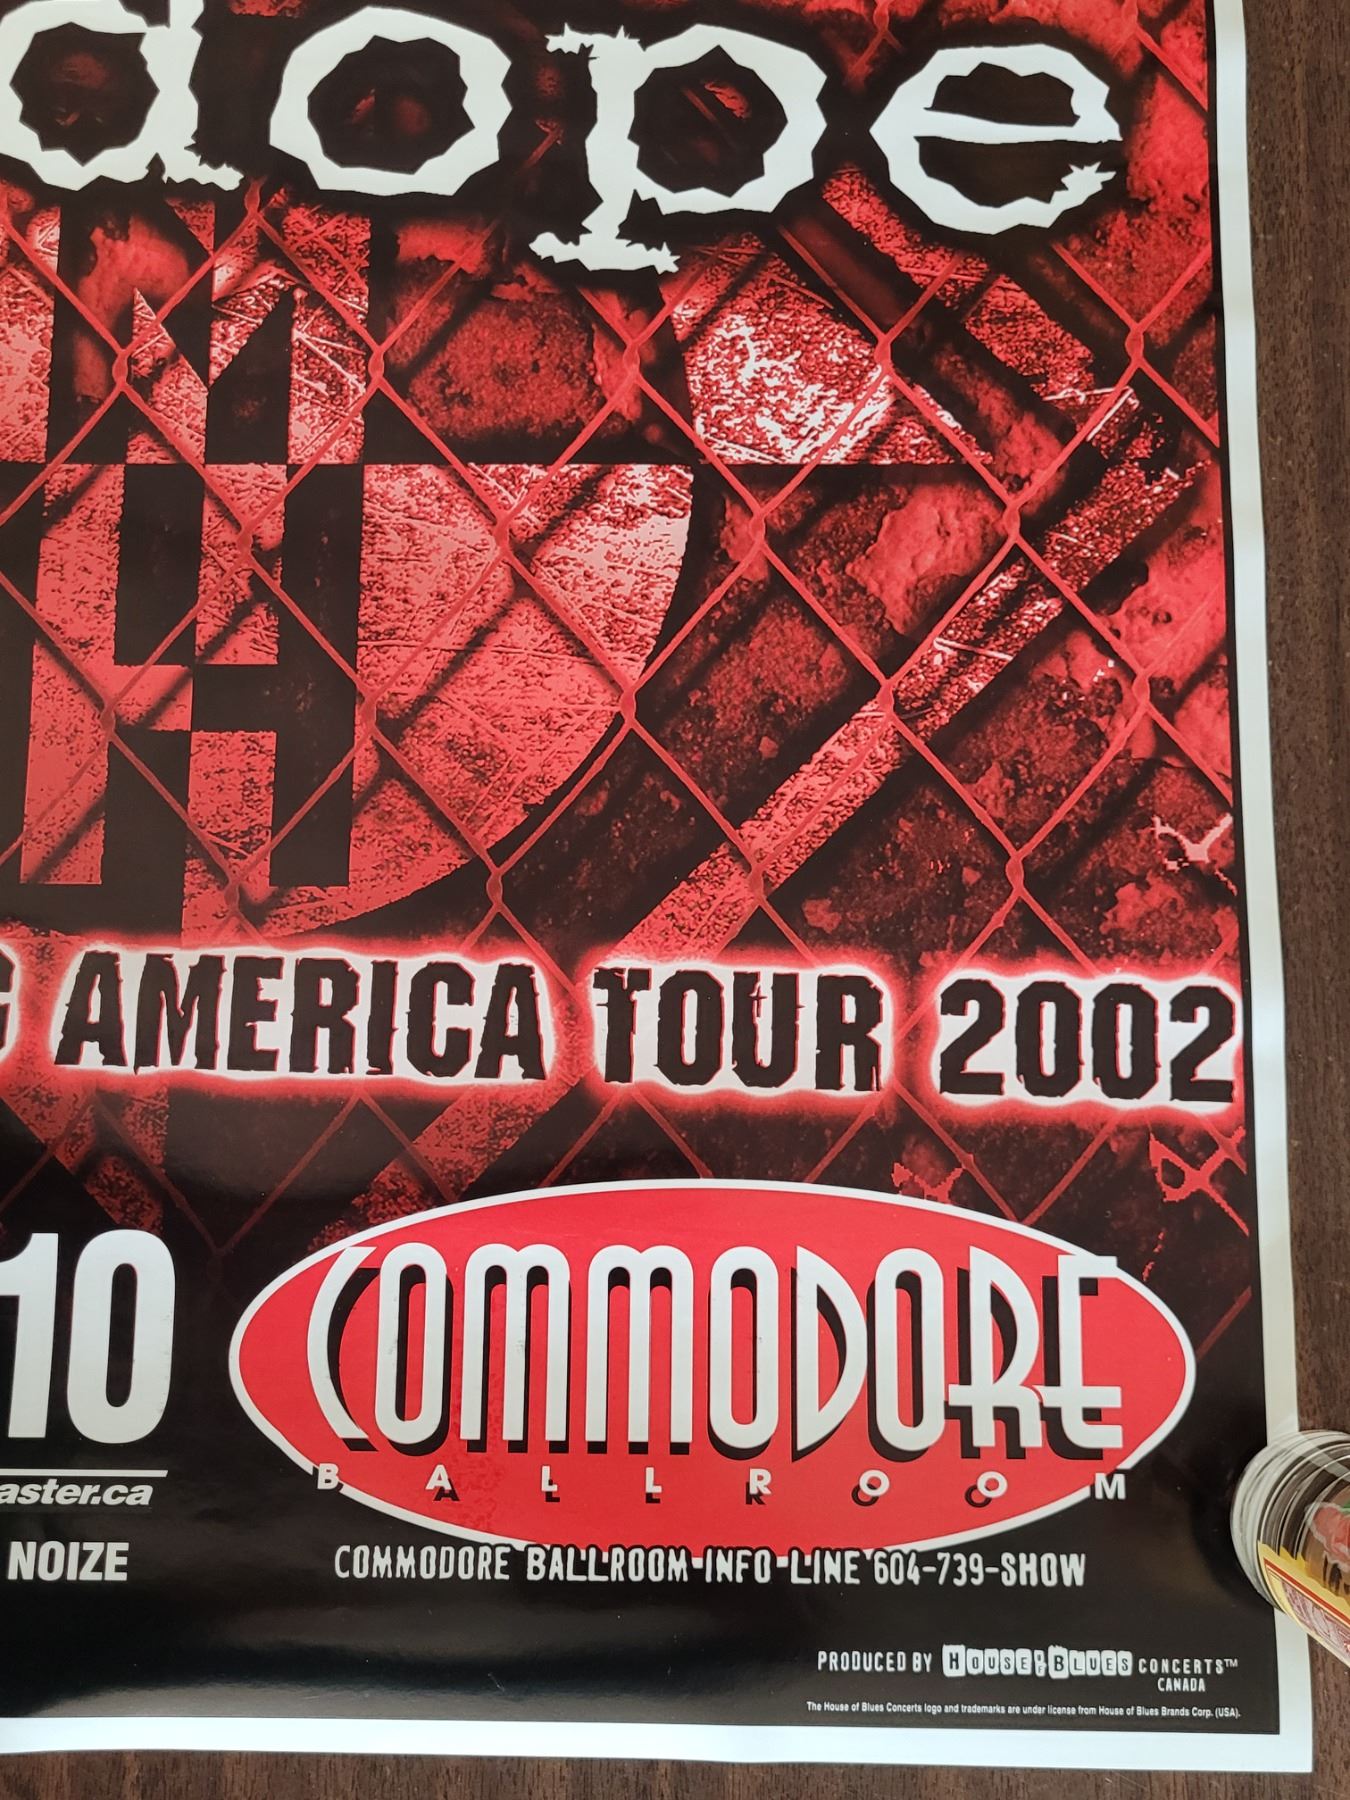 dope
AMERICA TOUR 2002
10
COMMODORE
BALLROOM
aster.ca
NOIZE
COMMODORE BALLROOM INFO-LINE 604-739-SHOW
PRODUCED BY HOUSE OF BLUES CONCERTS™
CANADA
The House of Blues Concerts logo and trademarks are under license from House of Blues Brands Corp. (USA).